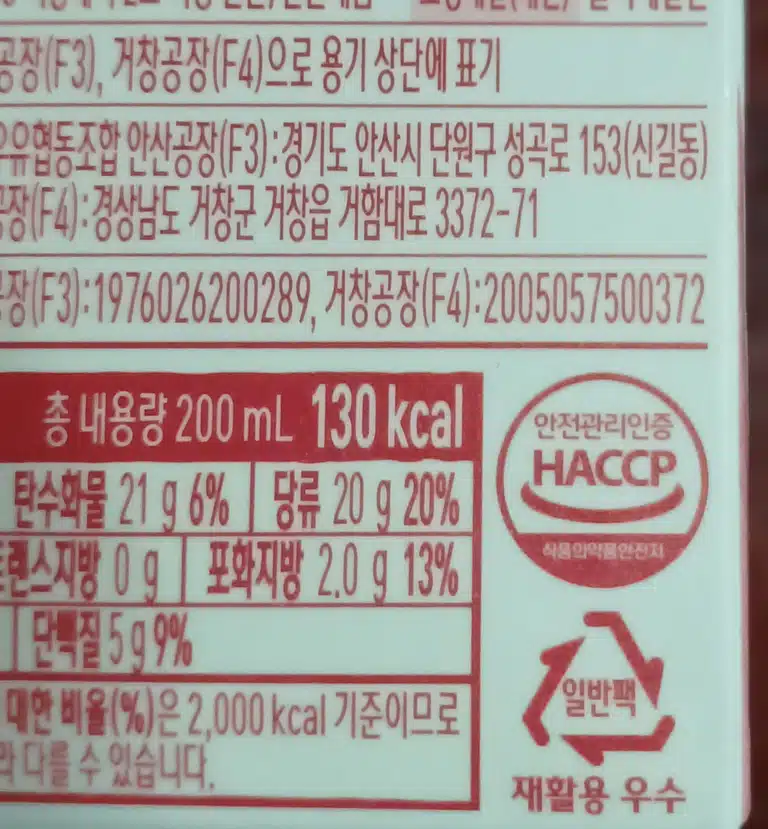 공장(F3), 거창공장(F4)으로 용기 상단에 표기
우유협동조합 안산공장(F3):경기도 안산시 단원구 성곡로 153(신길동)
공장(F4):경상남도 거창군 거창읍 거함대로 3372-71
공장(F3):1976026200289, 거창공장(F4):2005057500372
총 내용량 200 mL 130 kcal
탄수화물 21 g 6% 당류 20 g 20%
트랜스지방 0 g 포화지방 2.0 g 13%
단백질 5 g 9%
대한 비율(%)은 2,000 kcal 기준이므로
다를 수 있습니다.
안전관리인증
HACCP
식품의약품안전처
일반팩
재활용 우수